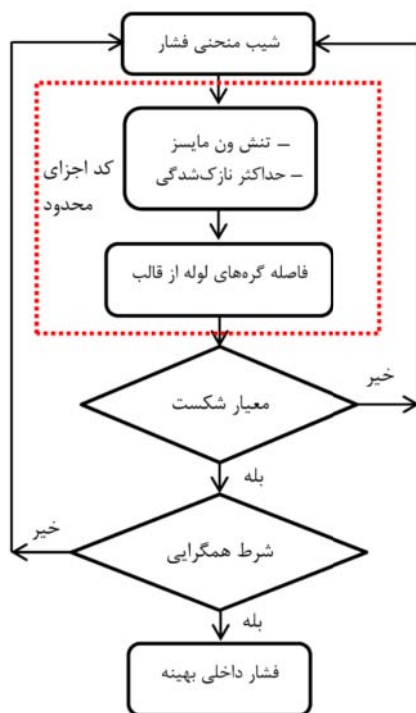 شیب منحنی فشار
کد اجزای
محدود
– تنش ون مایسز
– حداکثر نازک‌شدگی
فاصله گره‌های لوله از قالب
معیار شکست
خیر
بله
شرط همگرایی
خیر
بله
فشار داخلی بهینه